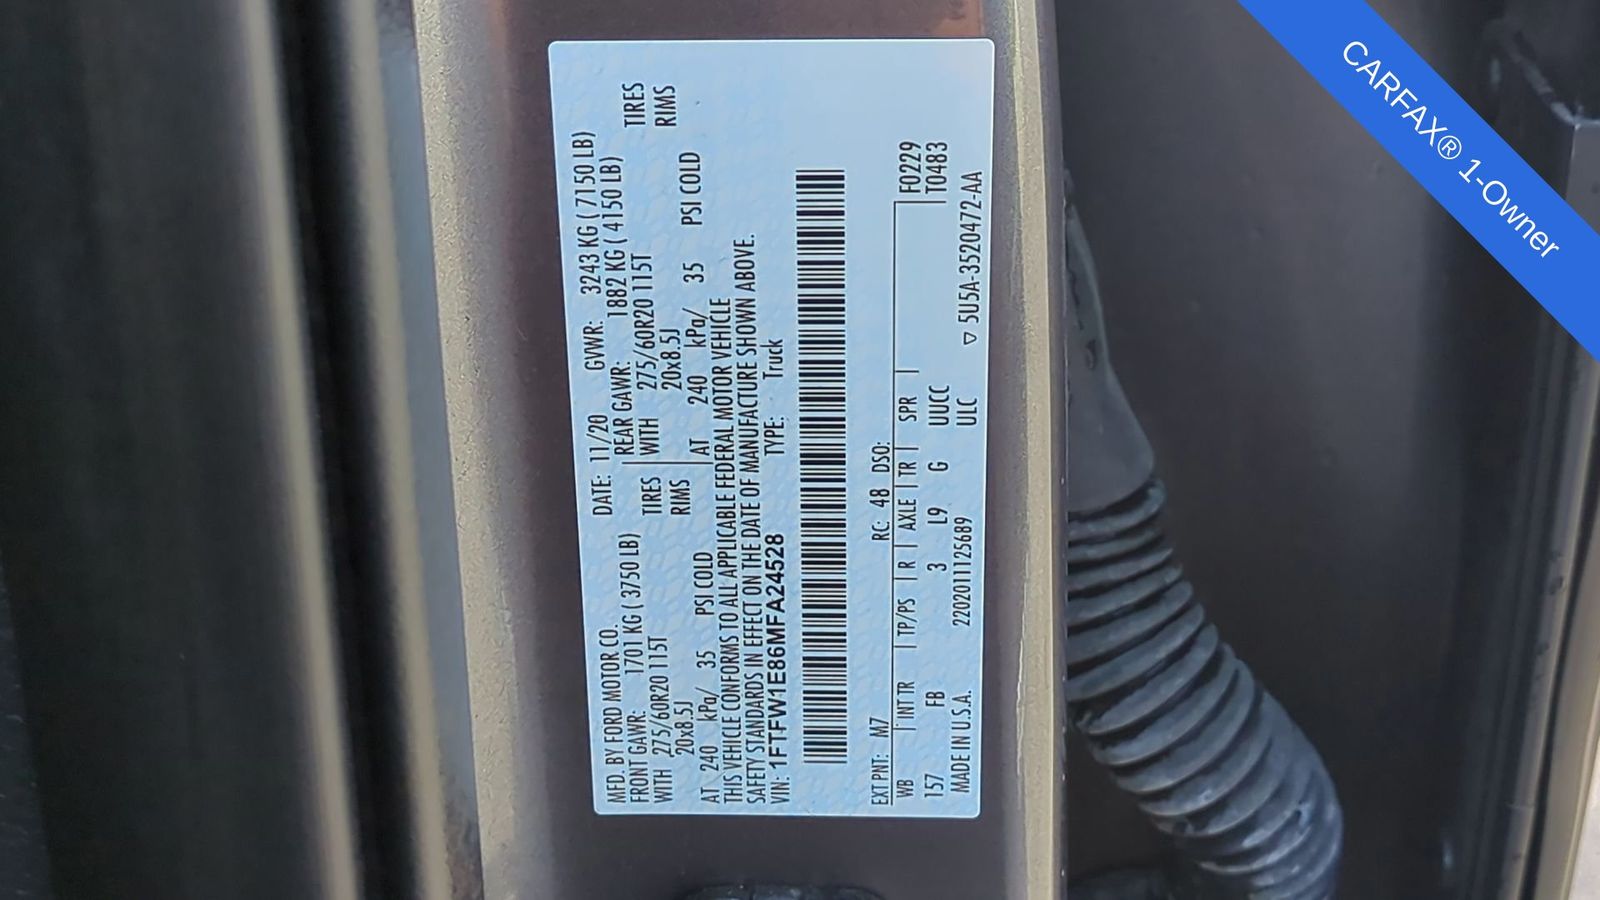 MFD. BY FORD MOTOR CO.
DATE: 11/20 GVWR: 3243 KG ( 7150 LB)
FRONT GAWR: 1701 KG ( 3750 LB) REAR GAWR: 1882 KG ( 4150 LB)
WITH 275/60R20 115T TIRES WITH 275/60R20 115T TIRES
20x8.5J RIMS 20x8.5J RIMS
AT 240 kPa/ 35 PSI COLD AT 240 kPa/ 35 PSI COLD
THIS VEHICLE CONFORMS TO ALL APPLICABLE FEDERAL MOTOR VEHICLE
SAFETY STANDARDS IN EFFECT ON THE DATE OF MANUFACTURE SHOWN ABOVE.
VIN: 1FTFW1E86MFA24528 TYPE: Truck
EXT PNT: M7 RC: 48 DSO:
WB INT TR TP/PS R AXLE TR SPR F0229
T0483
157 FB 3 L9 G UUCC
MADE IN U.S.A. 2202011125689 ULC ▽ 5U5A-3520472-AA
CARFAX® 1-Owner